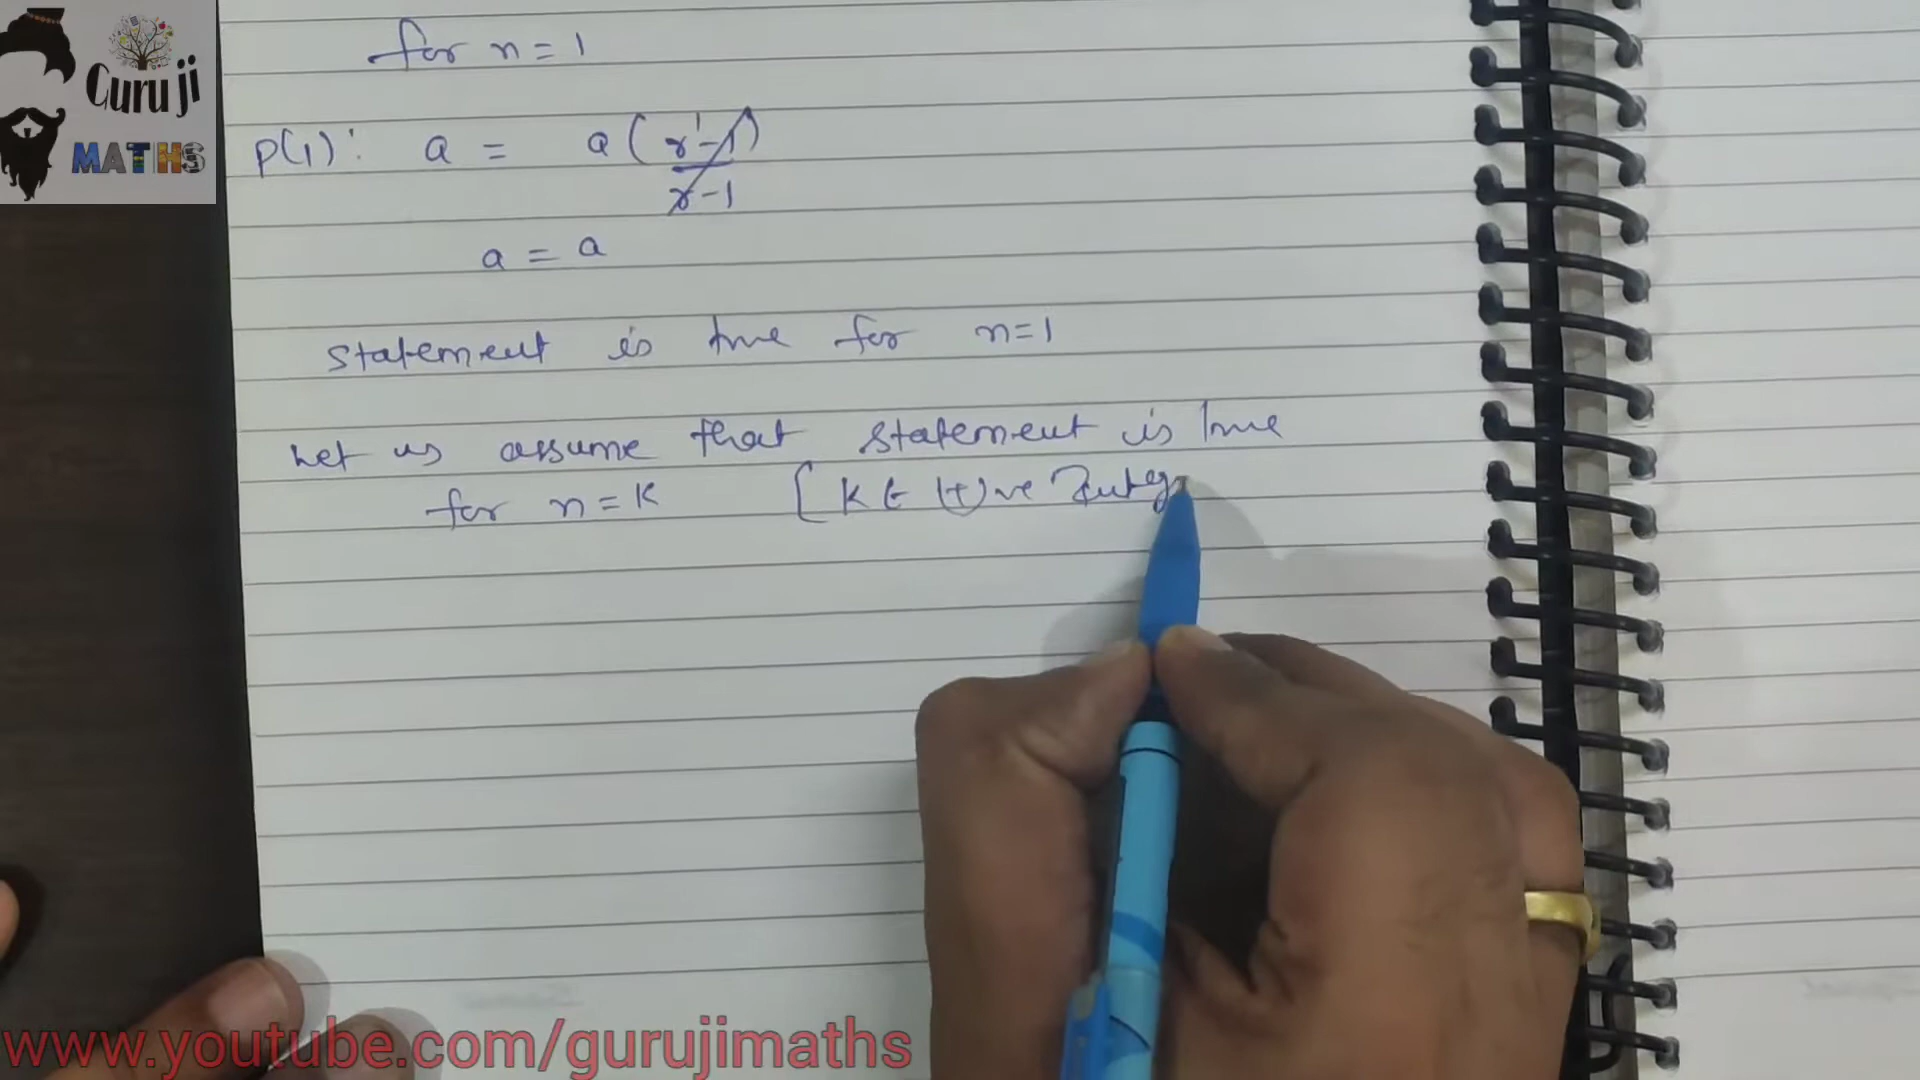 Guru ji
MATHS
for n = 1
P(1): a = a (r¹-1)
r-1
a = a
Statement is true for n=1
Let us assume that statement is true
for n = K [K ∈ (+)ve Integ
www.youtube.com/gurujimaths